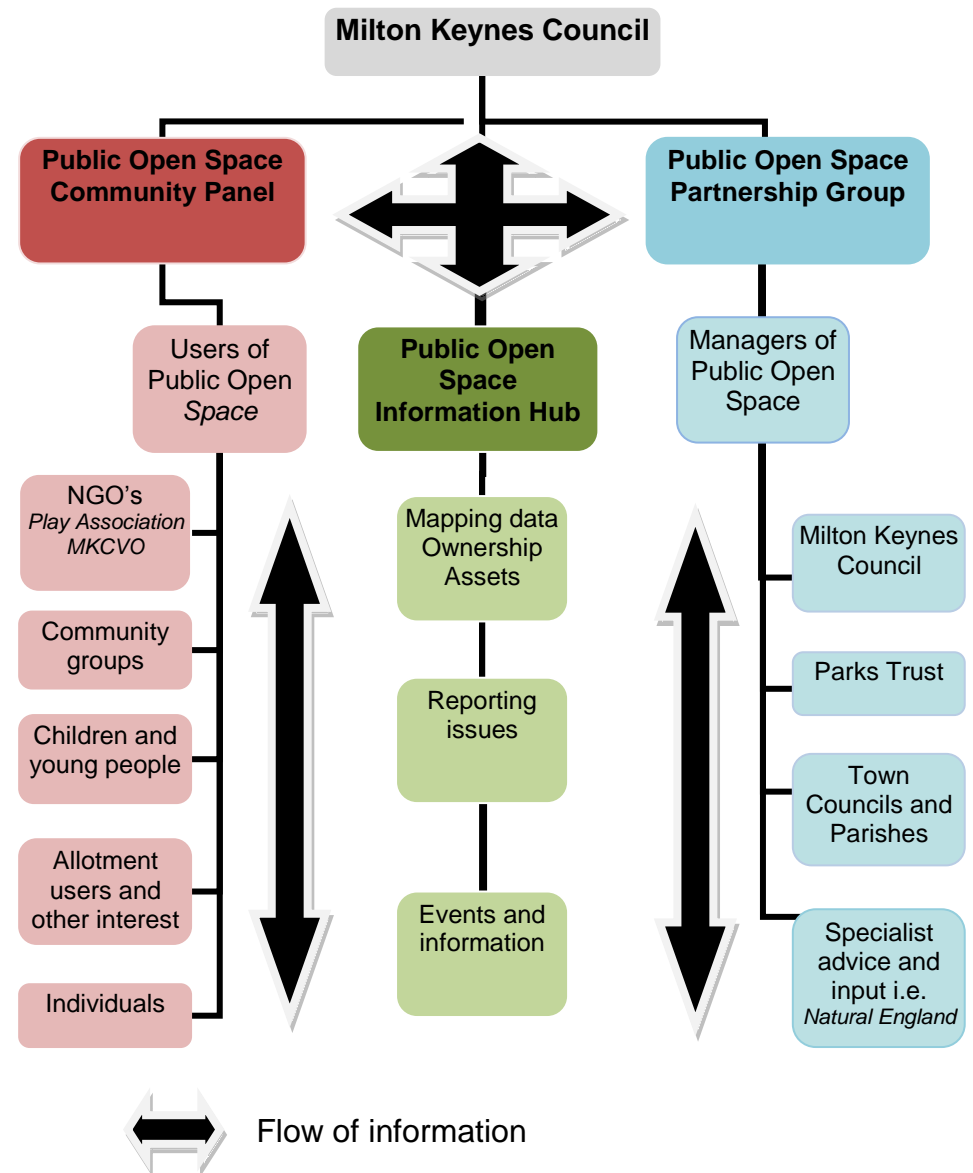 Milton Keynes Council
Public Open Space
Community Panel
Public Open Space
Partnership Group
Users of
Public Open
Space
Public Open
Space
Information Hub
Managers of
Public Open
Space
NGO's
Play Association
MKCVO
Community
groups
Children and
young people
Allotment
users and
other interest
Individuals
Mapping data
Ownership
Assets
Reporting
issues
Events and
information
Milton Keynes
Council
Parks Trust
Town
Councils and
Parishes
Specialist
advice and
input i.e.
Natural England
Flow of information